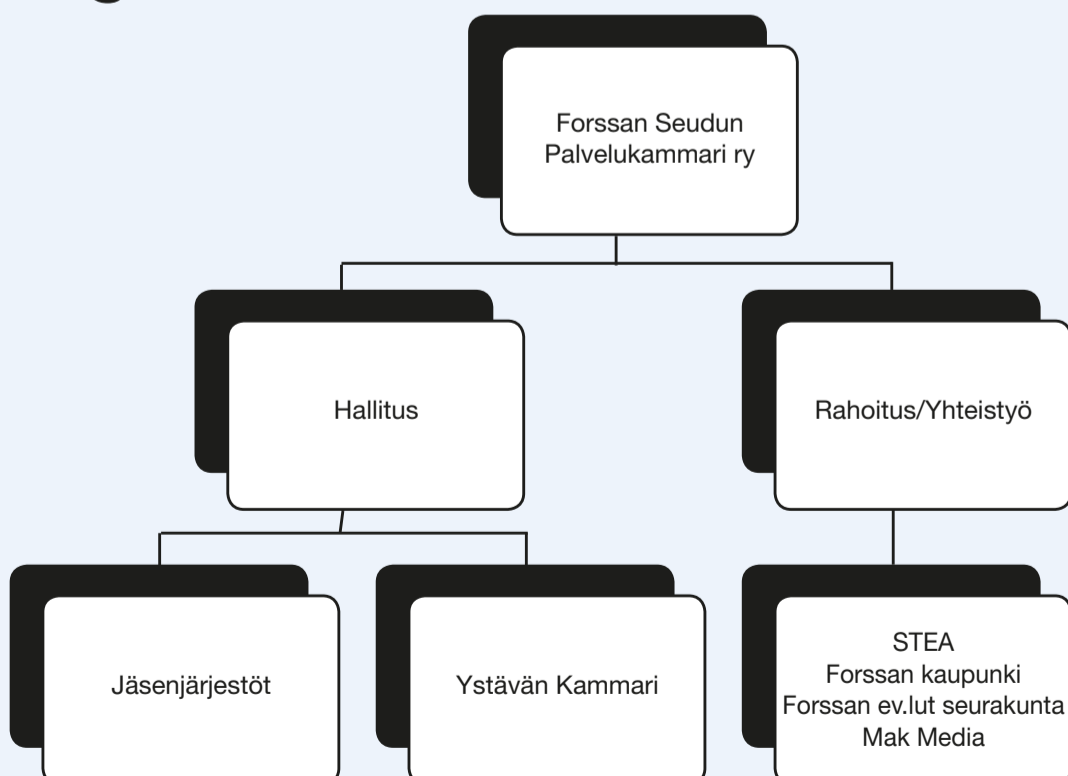 Forssan Seudun
Palvelukammari ry
Hallitus
Rahoitus/Yhteistyö
Jäsenjärjestöt
Ystävän Kammari
STEA
Forssan kaupunki
Forssan ev.lut seurakunta
Mak Media